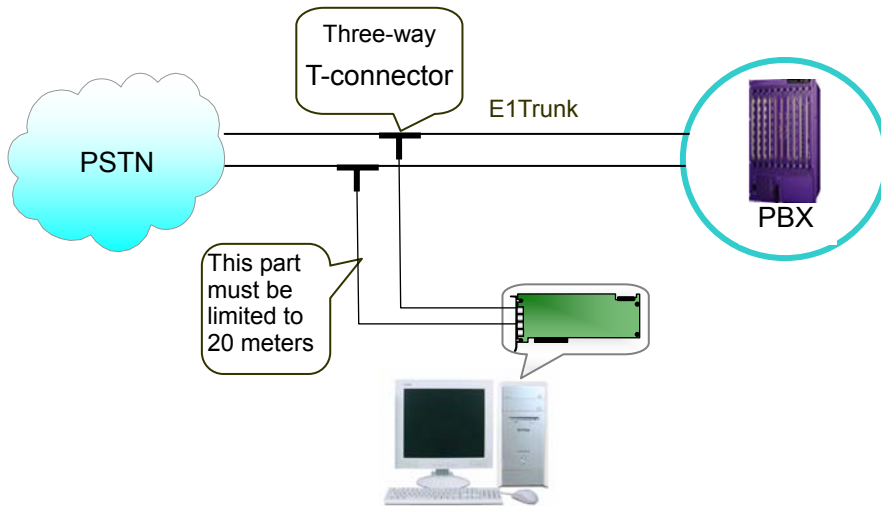 Three-way
T-connector
E1Trunk
PSTN
PBX
This part
must be
limited to
20 meters